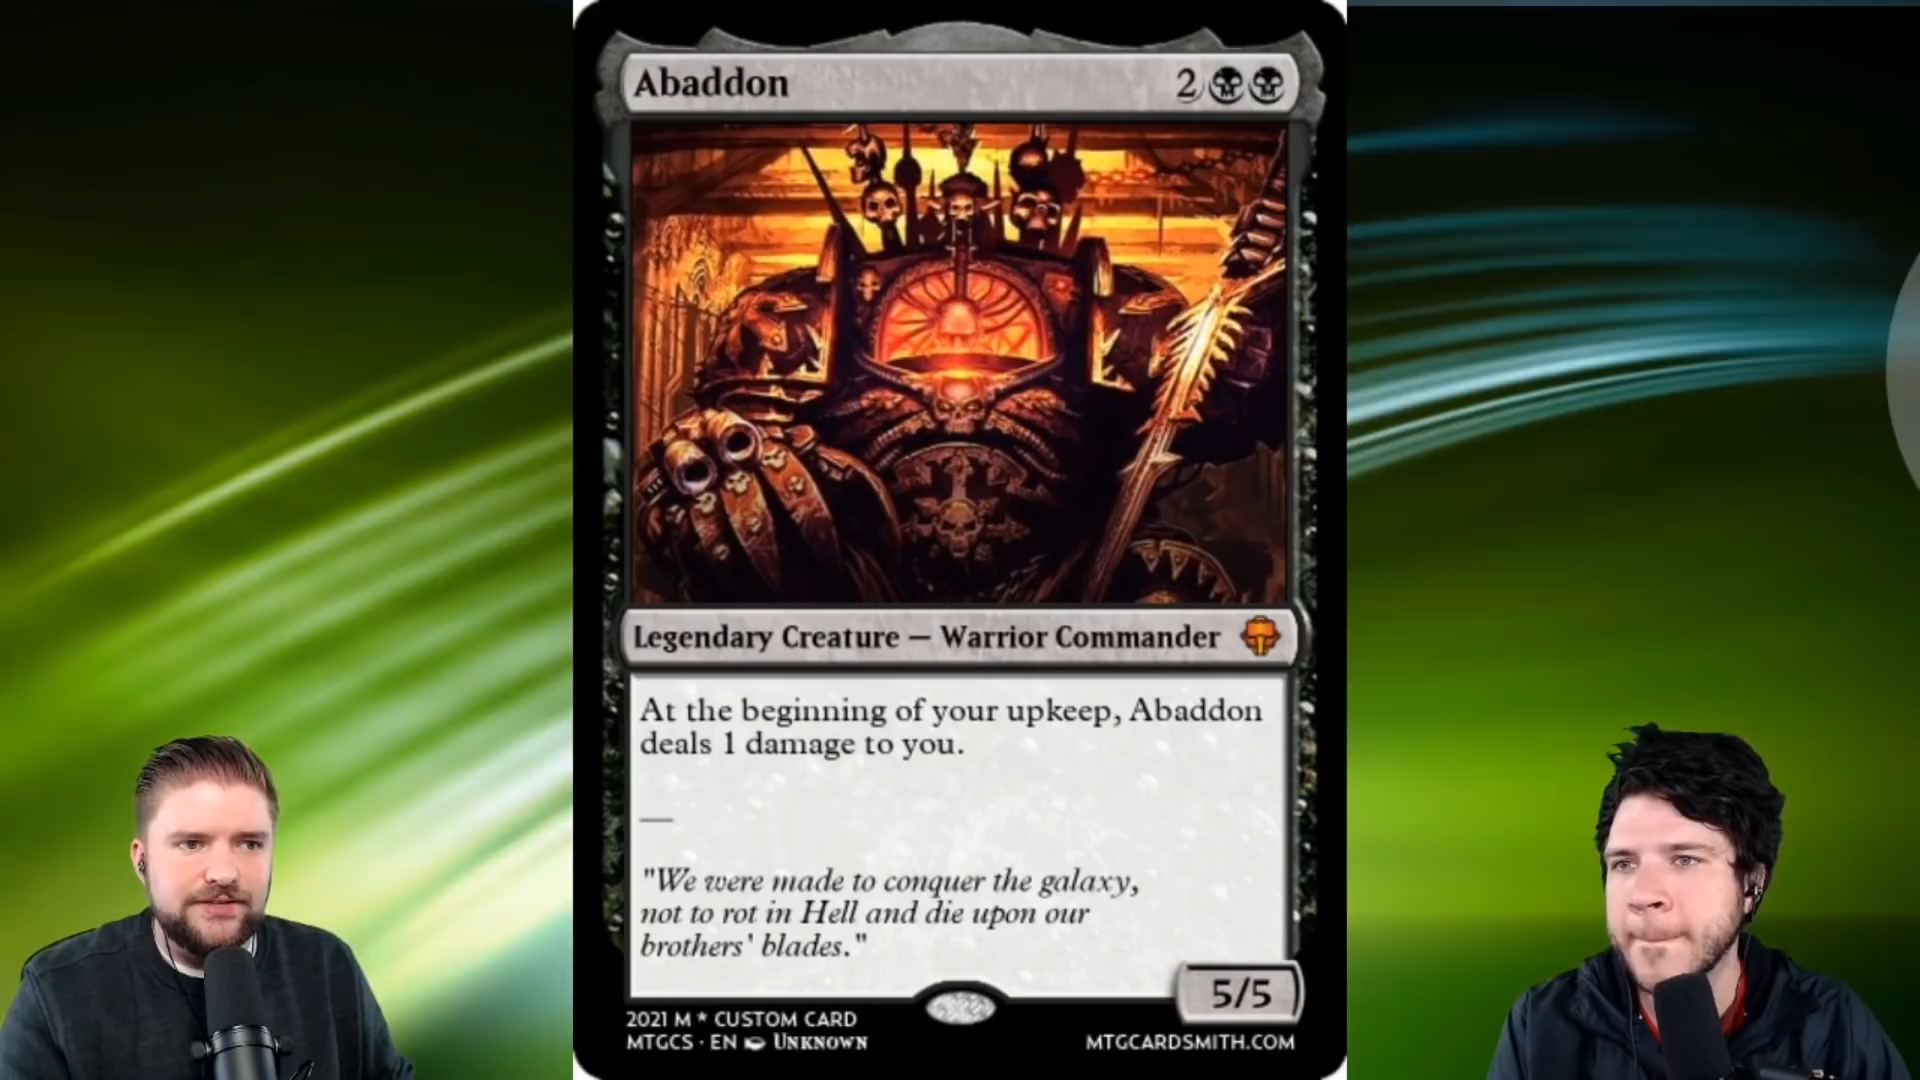 Abaddon
2
Legendary Creature — Warrior Commander
At the beginning of your upkeep, Abaddon
deals 1 damage to you.
—
"We were made to conquer the galaxy,
not to rot in Hell and die upon our
brothers' blades."
5/5
2021 M * CUSTOM CARD
MTGCS · EN UNKNOWN
MTGCARDSMITH.COM